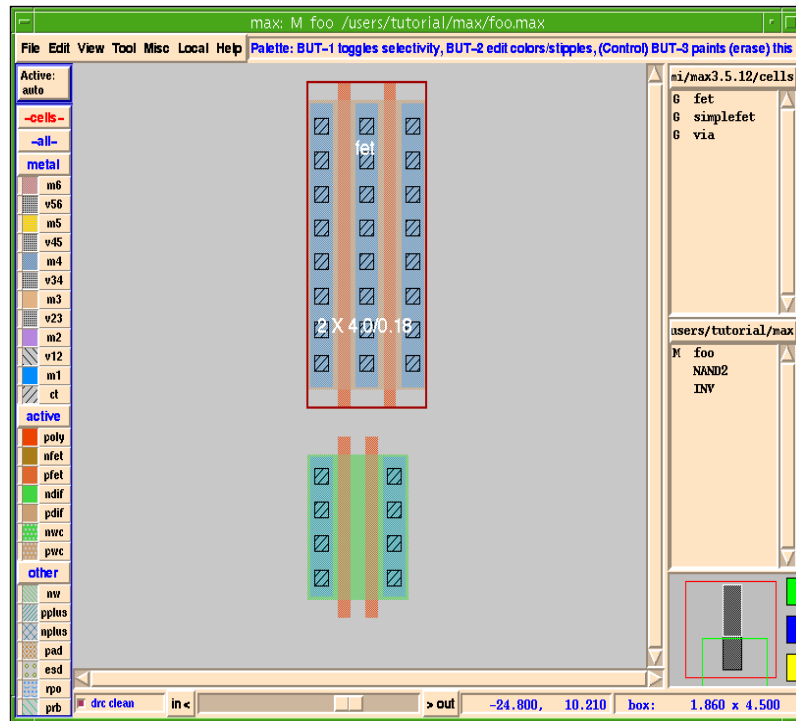 max: M foo /users/tutorial/max/foo.max
File Edit View Tool Misc Local Help
Palette: BUT-1 toggles selectivity, BUT-2 edit colors/stipples, (Control) BUT-3 paints (erase) this
Active:
auto
-cells-
-all-
metal
m6
v56
m5
v45
m4
v34
m3
v23
m2
v12
m1
ct
active
poly
nfet
pfet
ndif
pdif
nwc
pwc
other
nw
pplus
nplus
pad
esd
rpo
prb
fet
2 X 4.0/0.18
mi/max3.5.12/cells
G fet
G simplefet
G via
users/tutorial/max
M foo
NAND2
INV
drc clean
in <
> out
-24.800, 10.210
box: 1.860 x 4.500